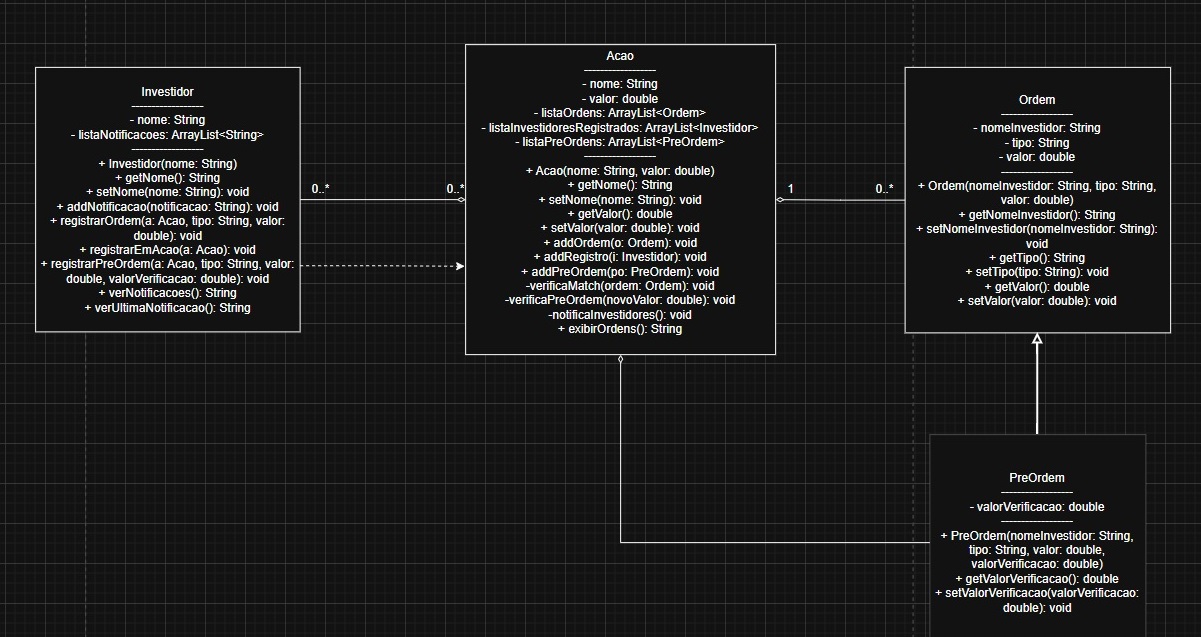 Investidor
------------------
- nome: String
- listaNotificacoes: ArrayList<String>
------------------
+ Investidor(nome: String)
+ getNome(): String
+ setNome(nome: String): void
+ addNotificacao(notificacao: String): void
+ registrarOrdem(a: Acao, tipo: String, valor:
double): void
+ registrarEmAcao(a: Acao): void
+ registrarPreOrdem(a: Acao, tipo: String, valor:
double, valorVerificacao: double): void
+ verNotificacoes(): String
+ verUltimaNotificacao(): String
0..*
0..*
Acao
------------------
- nome: String
- valor: double
- listaOrdens: ArrayList<Ordem>
- listaInvestidoresRegistrados: ArrayList<Investidor>
- listaPreOrdens: ArrayList<PreOrdem>
------------------
+ Acao(nome: String, valor: double)
+ getNome(): String
+ setNome(nome: String): void
+ getValor(): double
+ setValor(valor: double): void
+ addOrdem(o: Ordem): void
+ addRegistro(i: Investidor): void
+ addPreOrdem(po: PreOrdem): void
-verificaMatch(ordem: Ordem): void
-verificaPreOrdem(novoValor: double): void
-notificaInvestidores(): void
+ exibirOrdens(): String
1
0..*
Ordem
------------------
- nomeInvestidor: String
- tipo: String
- valor: double
------------------
+ Ordem(nomeInvestidor: String, tipo: String,
valor: double)
+ getNomeInvestidor(): String
+ setNomeInvestidor(nomeInvestidor: String):
void
+ getTipo(): String
+ setTipo(tipo: String): void
+ getValor(): double
+ setValor(valor: double): void
PreOrdem
------------------
- valorVerificacao: double
------------------
+ PreOrdem(nomeInvestidor: String,
tipo: String, valor: double,
valorVerificacao: double)
+ getValorVerificacao(): double
+ setValorVerificacao(valorVerificacao:
double): void